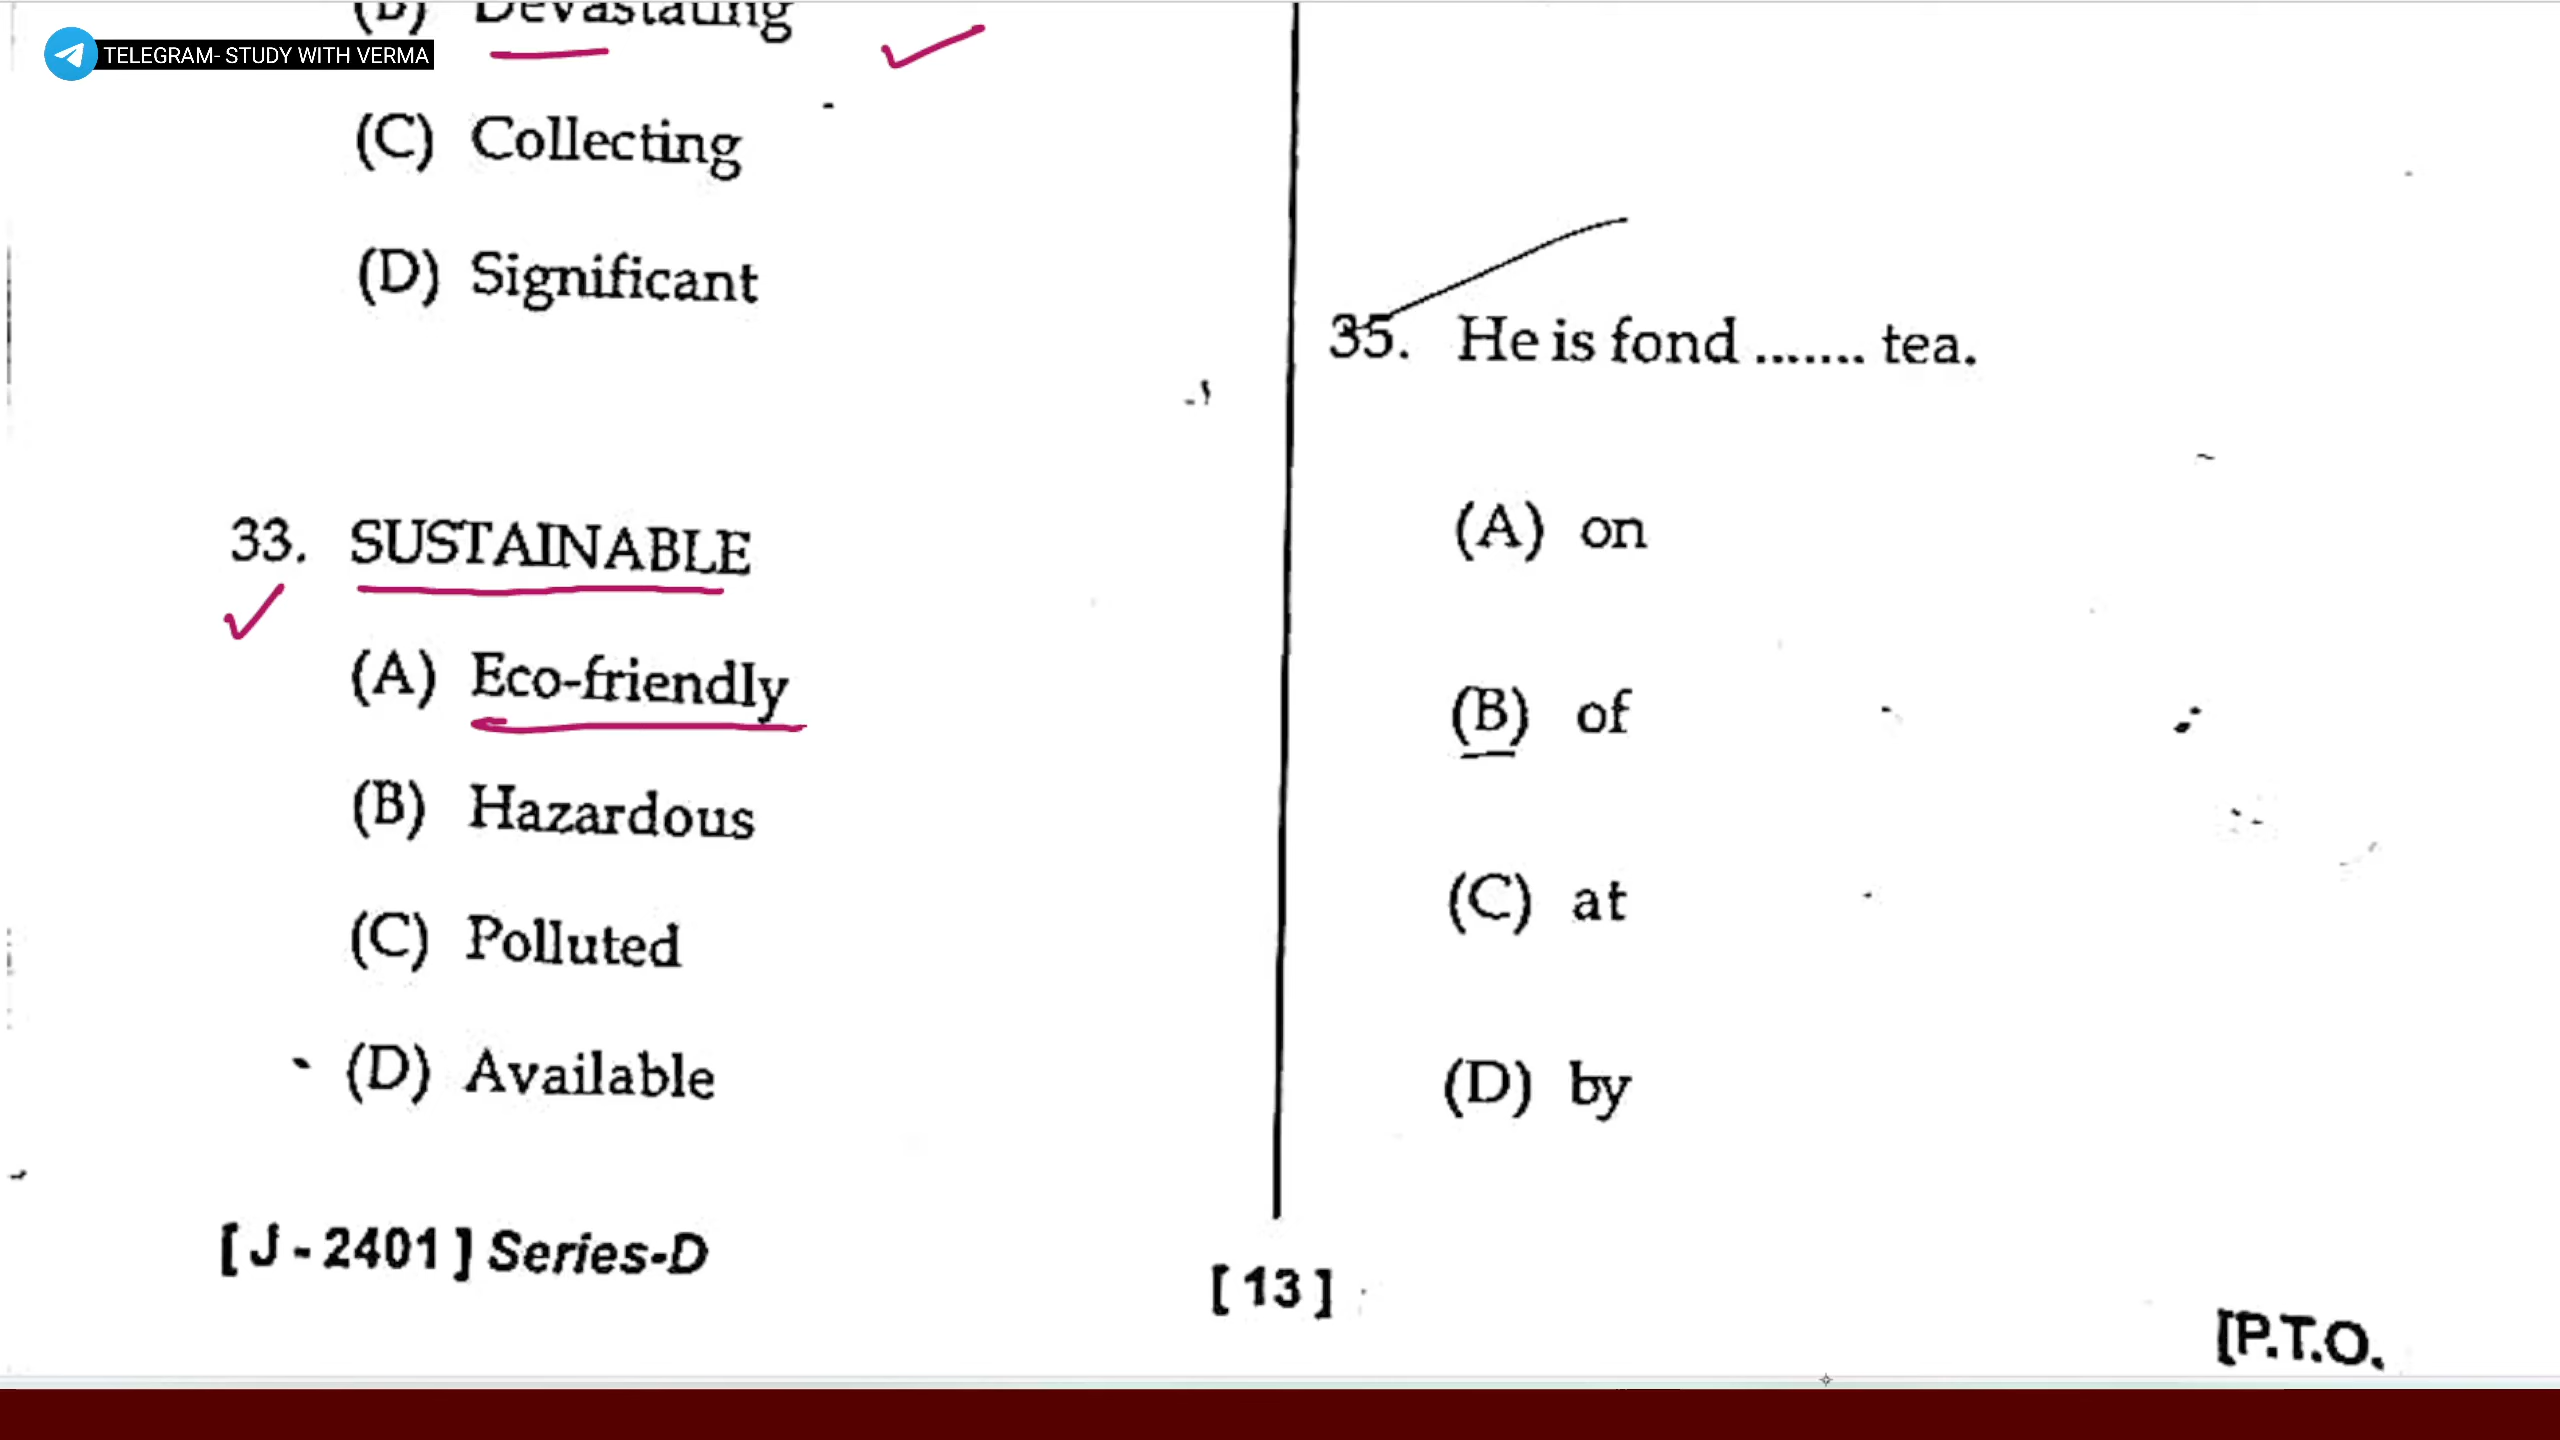 (B) Devastating
TELEGRAM- STUDY WITH VERMA
(C) Collecting
(D) Significant
33. SUSTAINABLE
(A) Eco-friendly
(B) Hazardous
(C) Polluted
(D) Available
35. He is fond ....... tea.
(A) on
(B) of
(C) at
(D) by
[ J - 2401 ] Series-D
[ 13 ]
[P.T.O.